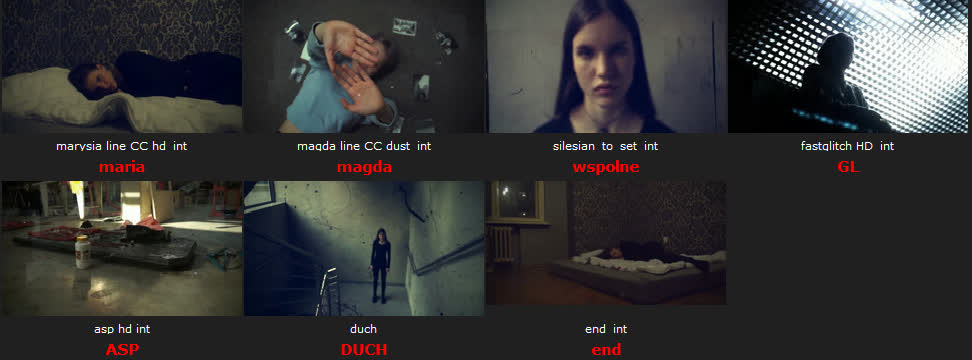 marysia line CC hd  int
maria
magda line CC dust  int
magda
silesian  to  set  int
wspolne
fastglitch HD  int
GL
asp hd int
ASP
duch
DUCH
end  int
end